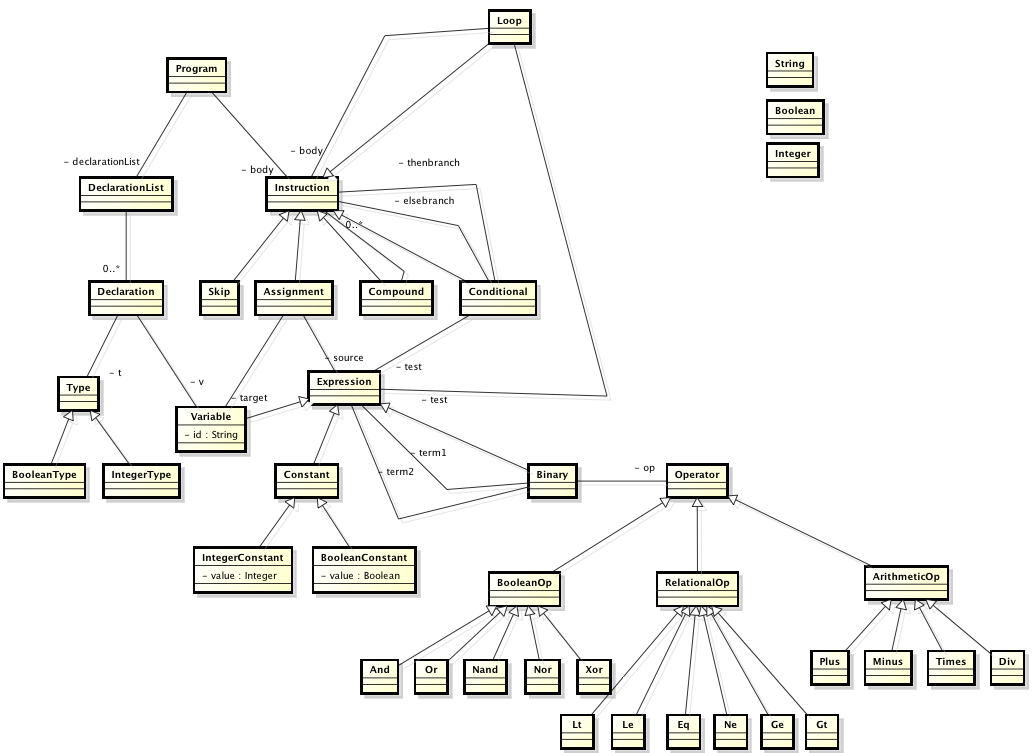 Loop
Program
String
Boolean
Integer
- body
- declarationList
- thenbranch
- body
DeclarationList
Instruction
- elsebranch
0..*
0..*
Declaration
Skip
Assignment
Compound
Conditional
- source
- test
- t
- v
Type
Expression
- target
- test
Variable
- id : String
- term1
- term2
- op
BooleanType
IntegerType
Constant
Binary
Operator
IntegerConstant
- value : Integer
BooleanConstant
- value : Boolean
BooleanOp
RelationalOp
ArithmeticOp
And
Or
Nand
Nor
Xor
Plus
Minus
Times
Div
Lt
Le
Eq
Ne
Ge
Gt